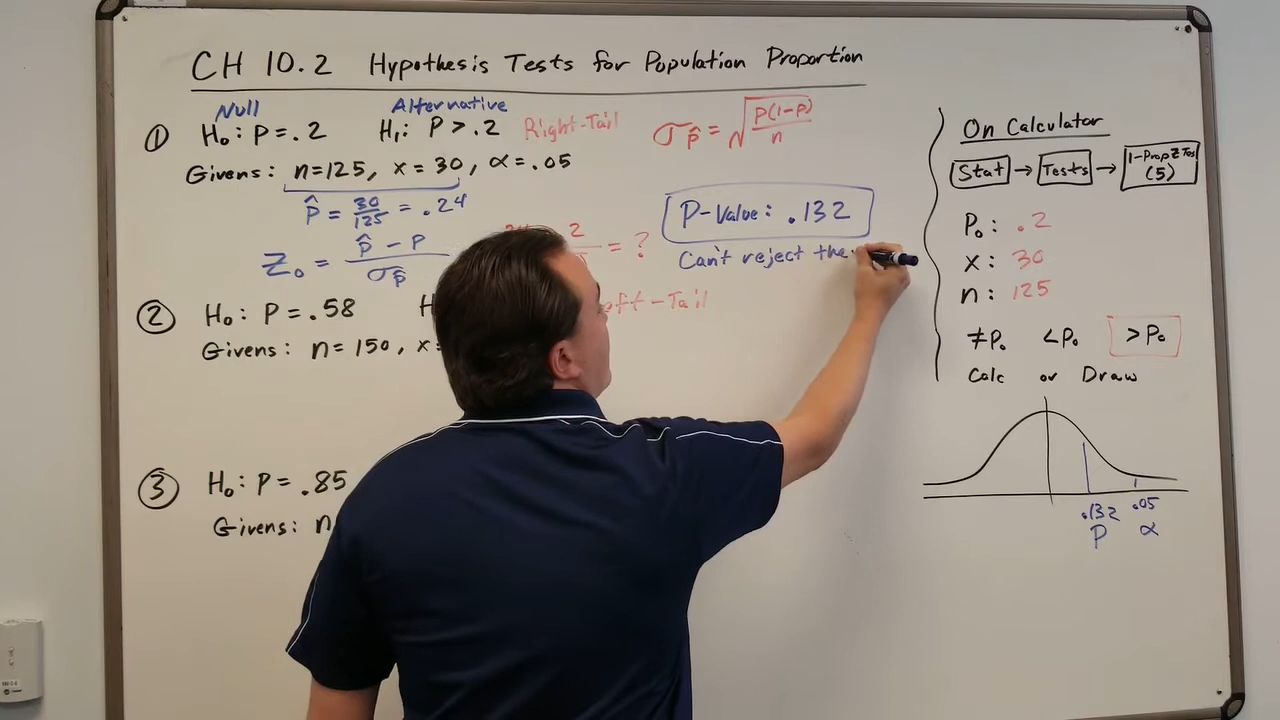 CH 10.2 Hypothesis Tests for Population Proportion
Null Alternative
① H₀: P = .2 H₁: P > .2 Right-Tail
σp̂ = √(P(1-P)/n)
Givens: n=125, x=30, α=.05
p̂ = 30/125 = .24
Z₀ = (p̂ - P)/σp̂
2 = ?
P-Value: .132
Can't reject the
② H₀: P = .58 H
-Tail
Givens: n=150, x=
③ H₀: P = .85
Givens: n
On Calculator
Stat → Tests → 1-PropZTes (5)
P₀: .2
x: 30
n: 125
≠P₀ <P₀ >P₀
Calc or Draw
.132 .05
P α